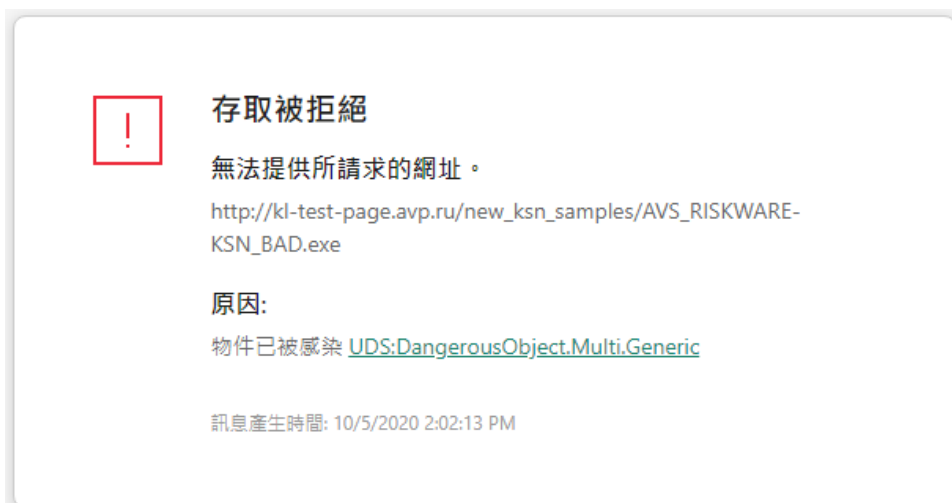 存取被拒絕
無法提供所請求的網址。
http://kl-test-page.avp.ru/new_ksn_samples/AVS_RISKWARE-
KSN_BAD.exe
原因:
物件已被感染 UDS:DangerousObject.Multi.Generic
訊息產生時間: 10/5/2020 2:02:13 PM